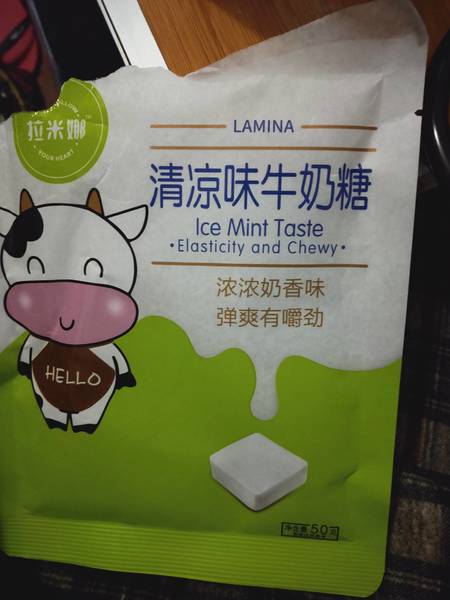 拉米娜
YOUR HEART
LAMINA
清凉味牛奶糖
Ice Mint Taste
•Elasticity and Chewy•
浓浓奶香味
弹爽有嚼劲
HELLO
净含量50克